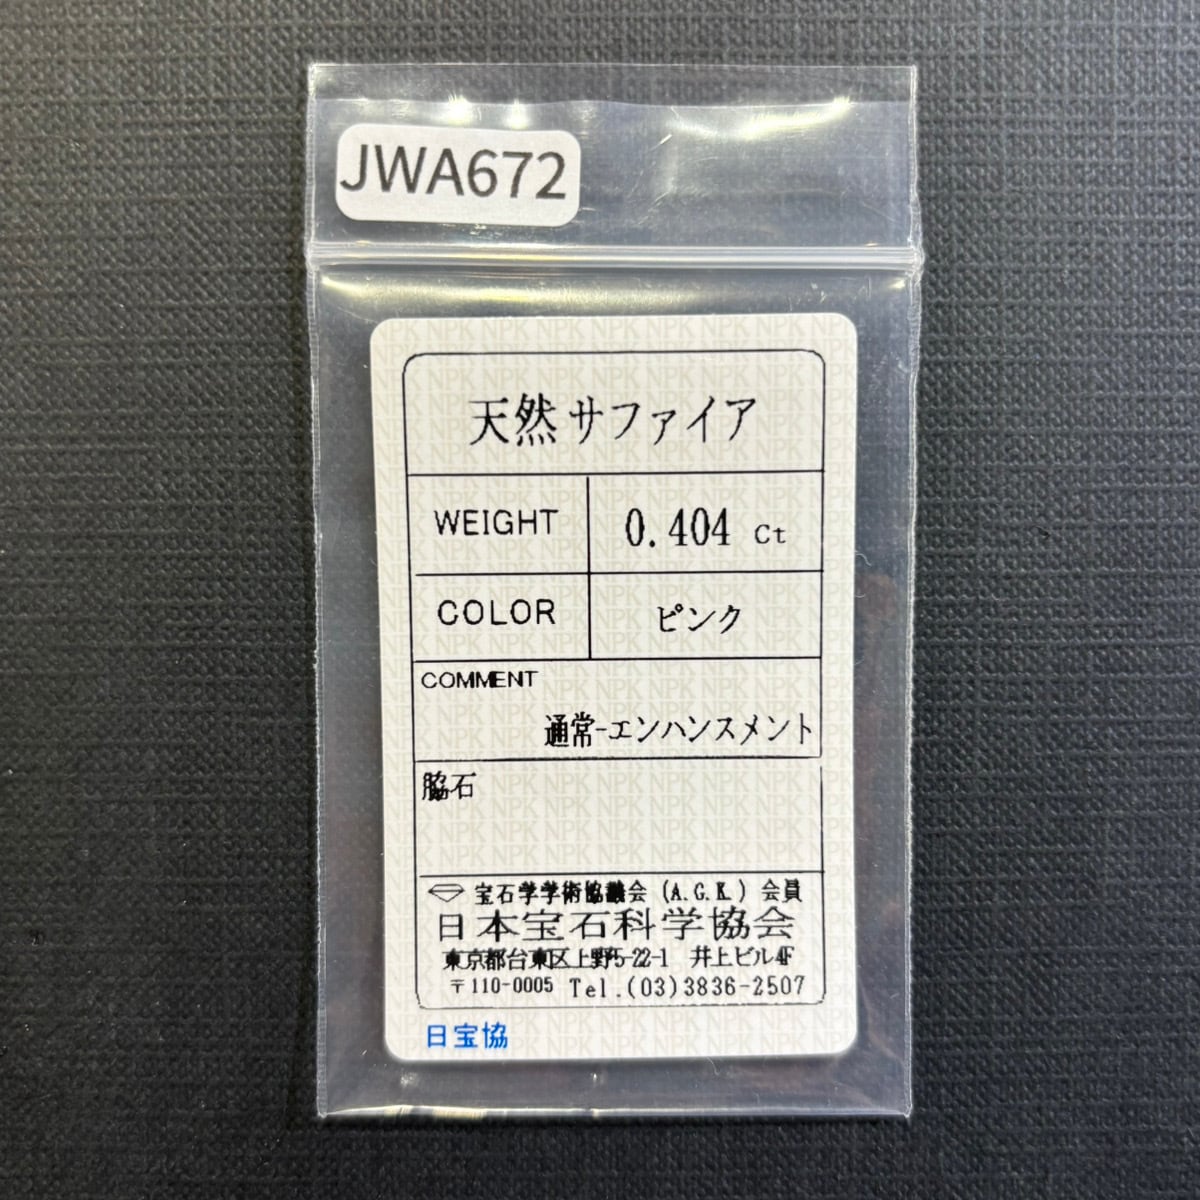 JWA672
天然サファイア
WEIGHT 0.404 Ct
COLOR ピンク
COMMENT
通常-エンハンスメント
脇石
宝石学学術協議会 (A.G.K.) 会員
日本宝石科学協会
東京都台東区上野5-22-1 井上ビル4F
〒110-0005 Tel.(03)3836-2507
日宝協